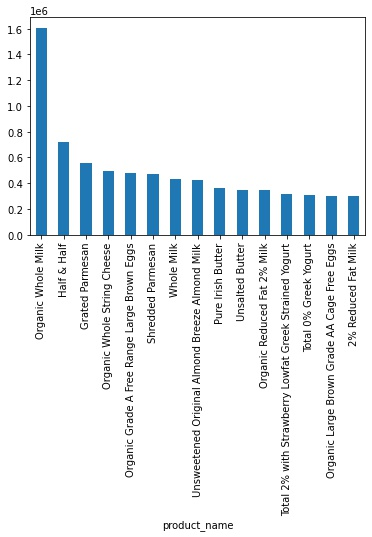 1e6
1.6
1.4
1.2
1.0
0.8
0.6
0.4
0.2
0.0
Organic Whole Milk
Half & Half
Grated Parmesan
Organic Whole String Cheese
Organic Grade A Free Range Large Brown Eggs
Shredded Parmesan
Whole Milk
Unsweetened Original Almond Breeze Almond Milk
Pure Irish Butter
Unsalted Butter
Organic Reduced Fat 2% Milk
Total 2% with Strawberry Lowfat Greek Strained Yogurt
Total 0% Greek Yogurt
Organic Large Brown Grade AA Cage Free Eggs
2% Reduced Fat Milk
product_name